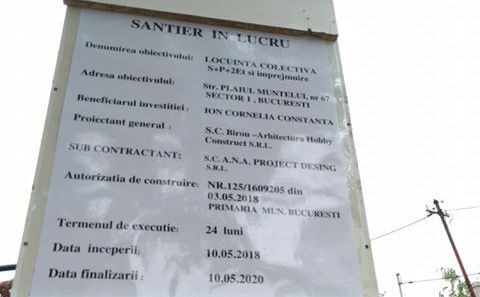 SANTIER IN LUCRU
Denumirea obiectivului: LOCUINTA COLECTIVA
S+P+2Et si imprejmuire
Adresa obiectivului: Str. PLAIUL MUNTELUI, nr 67
SECTOR 1 , BUCURESTI
Beneficiarul investitiei : ION CORNELIA CONSTANTA
Proiectant general : S.C. Birou –Arhitectura Hobby
Construct S.R.L.
SUB CONTRACTANT: S.C. A.N.A. PROJECT DESING
S.R.L.
Autorizatia de construire: NR.125/1609205 din
03.05.2018
PRIMARIA MUN. BUCURESTI
Termenul de executie: 24 luni
Data inceperii: 10.05.2018
Data finalizarii : 10.05.2020